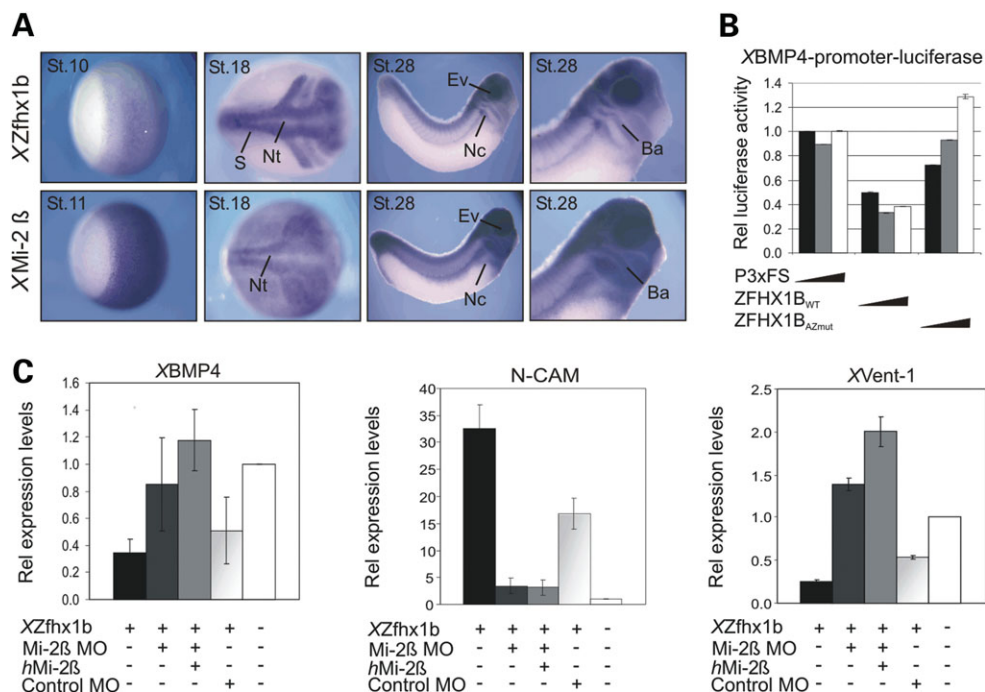 A
XZfhx1b
St.10
St.18
S
Nt
St.28
Ev
Nc
St.28
Ba
XMi-2 ß
St.11
St.18
Nt
St.28
Ev
Nc
St.28
Ba
B
XBMP4-promoter-luciferase
Rel luciferase activity
1.4
1.2
1.0
0.8
0.6
0.4
0.2
0.0
P3xFS
ZFHX1BWT
ZFHX1BAZmut
C
XBMP4
Rel expression levels
1.6
1.4
1.2
1.0
0.8
0.6
0.4
0.2
0.0
XZfhx1b + + + + -
Mi-2ß MO - + + - -
hMi-2ß - - + - -
Control MO - - - + -
N-CAM
Rel expression levels
40
35
30
25
20
15
10
5
0
XZfhx1b + + + + -
Mi-2ß MO - + + - -
hMi-2ß - - + - -
Control MO - - - + -
XVent-1
Rel expression levels
2.5
2.0
1.5
1.0
0.5
0.0
XZfhx1b + + + + -
Mi-2ß MO - + + - -
hMi-2ß - - + - -
Control MO - - - + -